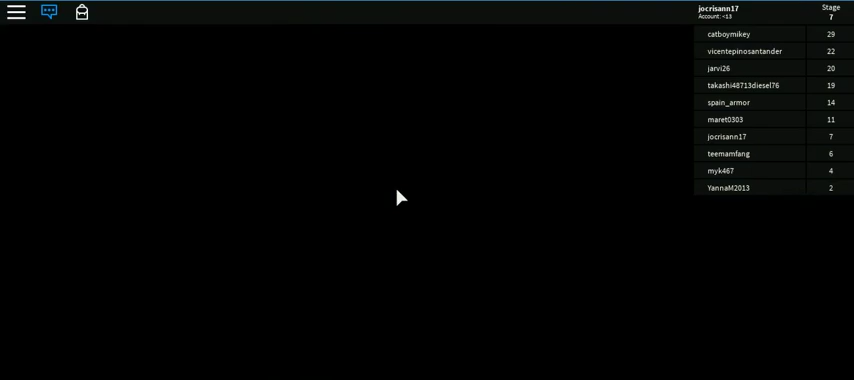 jocrisann17
Account: <13
Stage
7
catboymikey 29
vicentepinosantander 22
jarvi26 20
takashi48713diesel76 19
spain_armor 14
maret0303 11
jocrisann17 7
teemamfang 6
myk467 4
YannaM2013 2